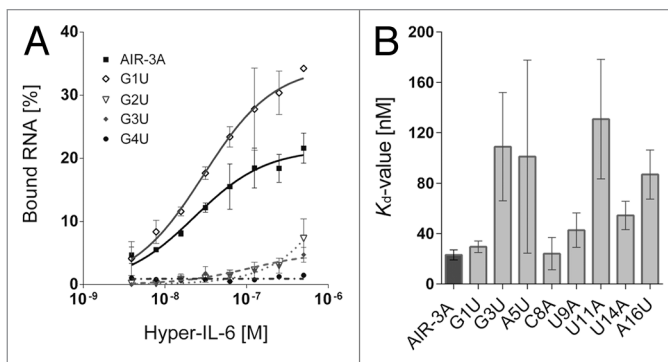 A
B
Bound RNA [%]
40
30
20
10
0
AIR-3A
G1U
G2U
G3U
G4U
10-9
10-8
10-7
10-6
Hyper-IL-6 [M]
Kd-value [nM]
200
160
120
80
40
0
AIR-3A
G1U
G3U
A5U
C8A
U9A
U11A
U14A
A16U